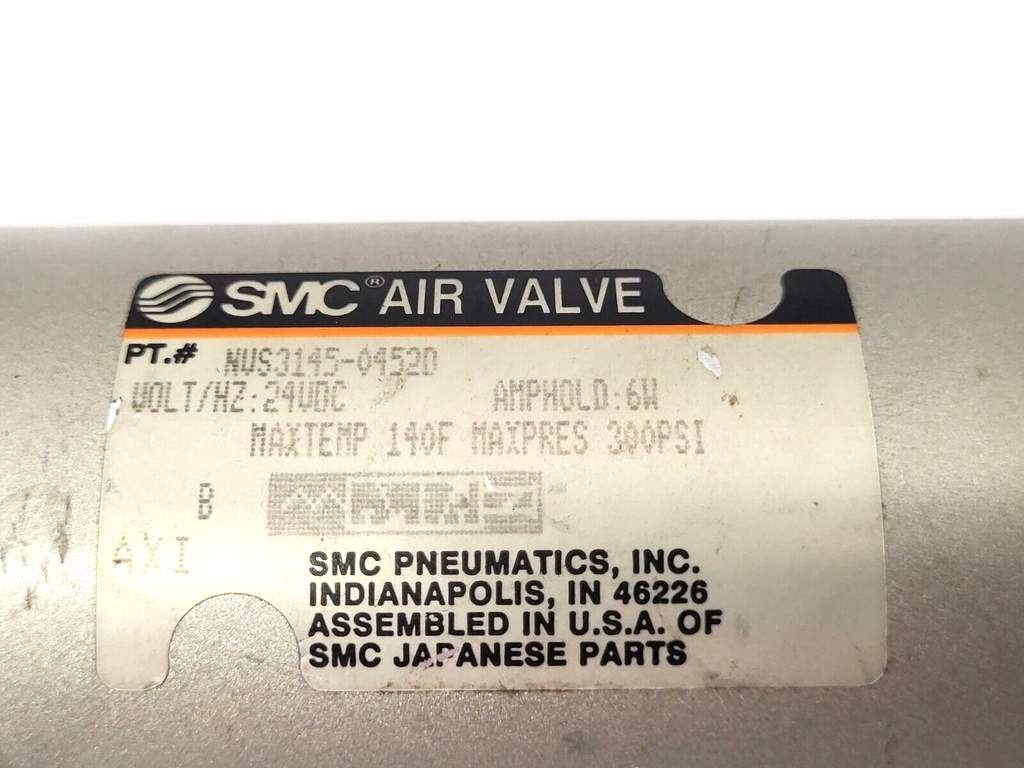 SMC® AIR VALVE
PT.# NVS3145-0452D
VOLT/HZ:24VDC AMPHOLD:6W
MAXTEMP 140F MAXPRES 300PSI
B
AXI
SMC PNEUMATICS, INC.
INDIANAPOLIS, IN 46226
ASSEMBLED IN U.S.A. OF
SMC JAPANESE PARTS